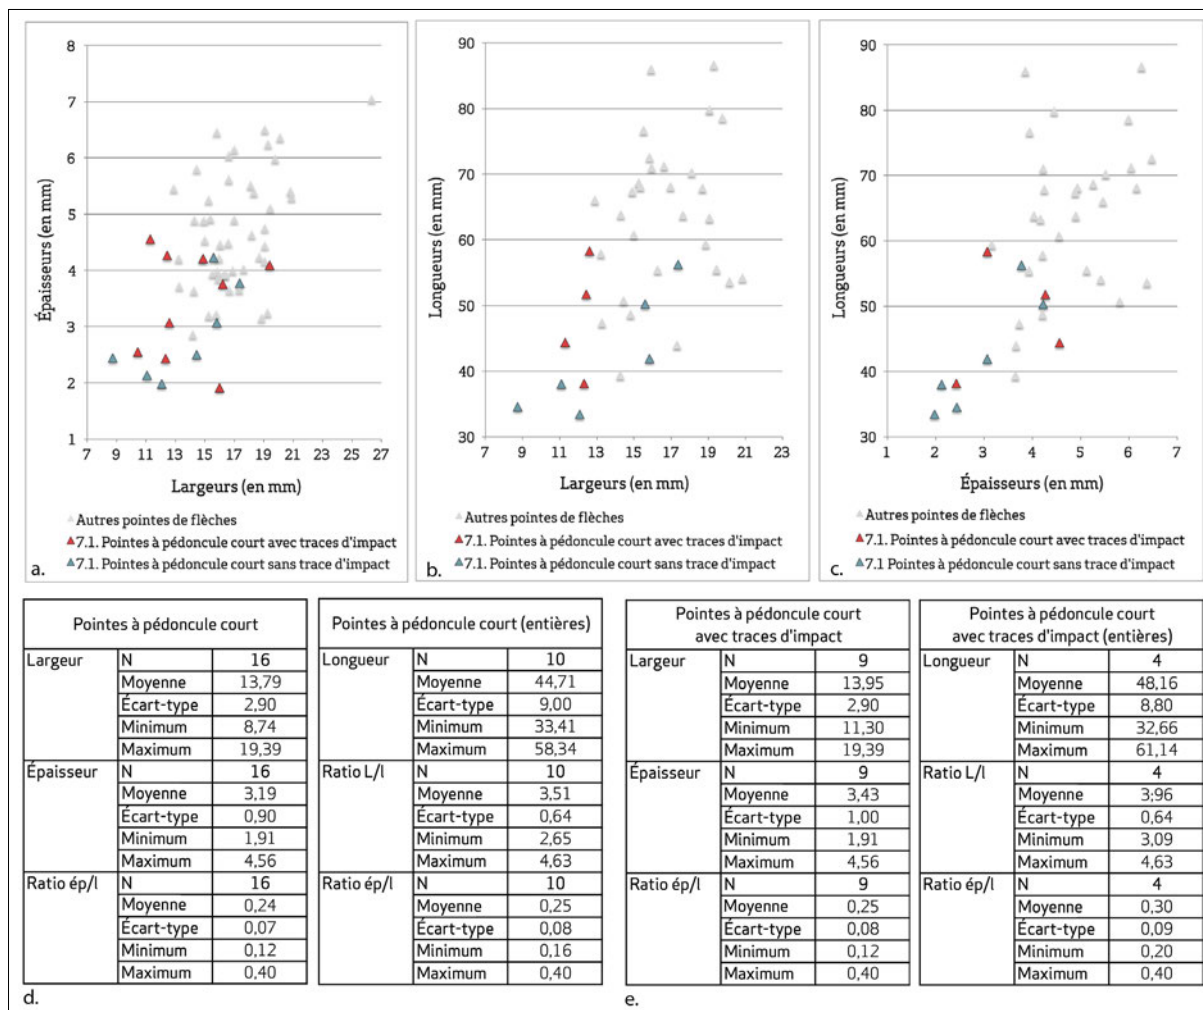 8
7
6
5
4
3
2
1
Épaisseurs (en mm)
7 9 11 13 15 17 19 21 23 25 27
Largeurs (en mm)
Autres pointes de flèches
7.1. Pointes à pédoncule court avec traces d'impact
7.1. Pointes à pédoncule court sans trace d'impact
a.
90
80
70
60
50
40
30
Longueurs (en mm)
7 9 11 13 15 17 19 21 23
Largeurs (en mm)
Autres pointes de flèches
7.1. Pointes à pédoncule court avec traces d'impact
7.1. Pointes à pédoncule court sans trace d'impact
b.
90
80
70
60
50
40
30
Longueurs (en mm)
1 2 3 4 5 6 7
Épaisseurs (en mm)
Autres pointes de flèches
7.1. Pointes à pédoncule court avec traces d'impact
7.1 Pointes à pédoncule court sans trace d'impact
c.
Pointes à pédoncule court
Largeur N 16
Moyenne 13,79
Écart-type 2,90
Minimum 8,74
Maximum 19,39
Épaisseur N 16
Moyenne 3,19
Écart-type 0,90
Minimum 1,91
Maximum 4,56
Ratio ép/l N 16
Moyenne 0,24
Écart-type 0,07
Minimum 0,12
Maximum 0,40
Pointes à pédoncule court (entières)
Longueur N 10
Moyenne 44,71
Écart-type 9,00
Minimum 33,41
Maximum 58,34
Ratio L/l N 10
Moyenne 3,51
Écart-type 0,64
Minimum 2,65
Maximum 4,63
Ratio ép/l N 10
Moyenne 0,25
Écart-type 0,08
Minimum 0,16
Maximum 0,40
d.
Pointes à pédoncule court
avec traces d'impact
Largeur N 9
Moyenne 13,95
Écart-type 2,90
Minimum 11,30
Maximum 19,39
Épaisseur N 9
Moyenne 3,43
Écart-type 1,00
Minimum 1,91
Maximum 4,56
Ratio ép/l N 9
Moyenne 0,25
Écart-type 0,08
Minimum 0,12
Maximum 0,40
Pointes à pédoncule court
avec traces d'impact (entières)
Longueur N 4
Moyenne 48,16
Écart-type 8,80
Minimum 32,66
Maximum 61,14
Ratio L/l N 4
Moyenne 3;96
Écart-type 0,64
Minimum 3,09
Maximum 4,63
Ratio ép/l N 4
Moyenne 0,30
Écart-type 0,09
Minimum 0,20
Maximum 0,40
e.